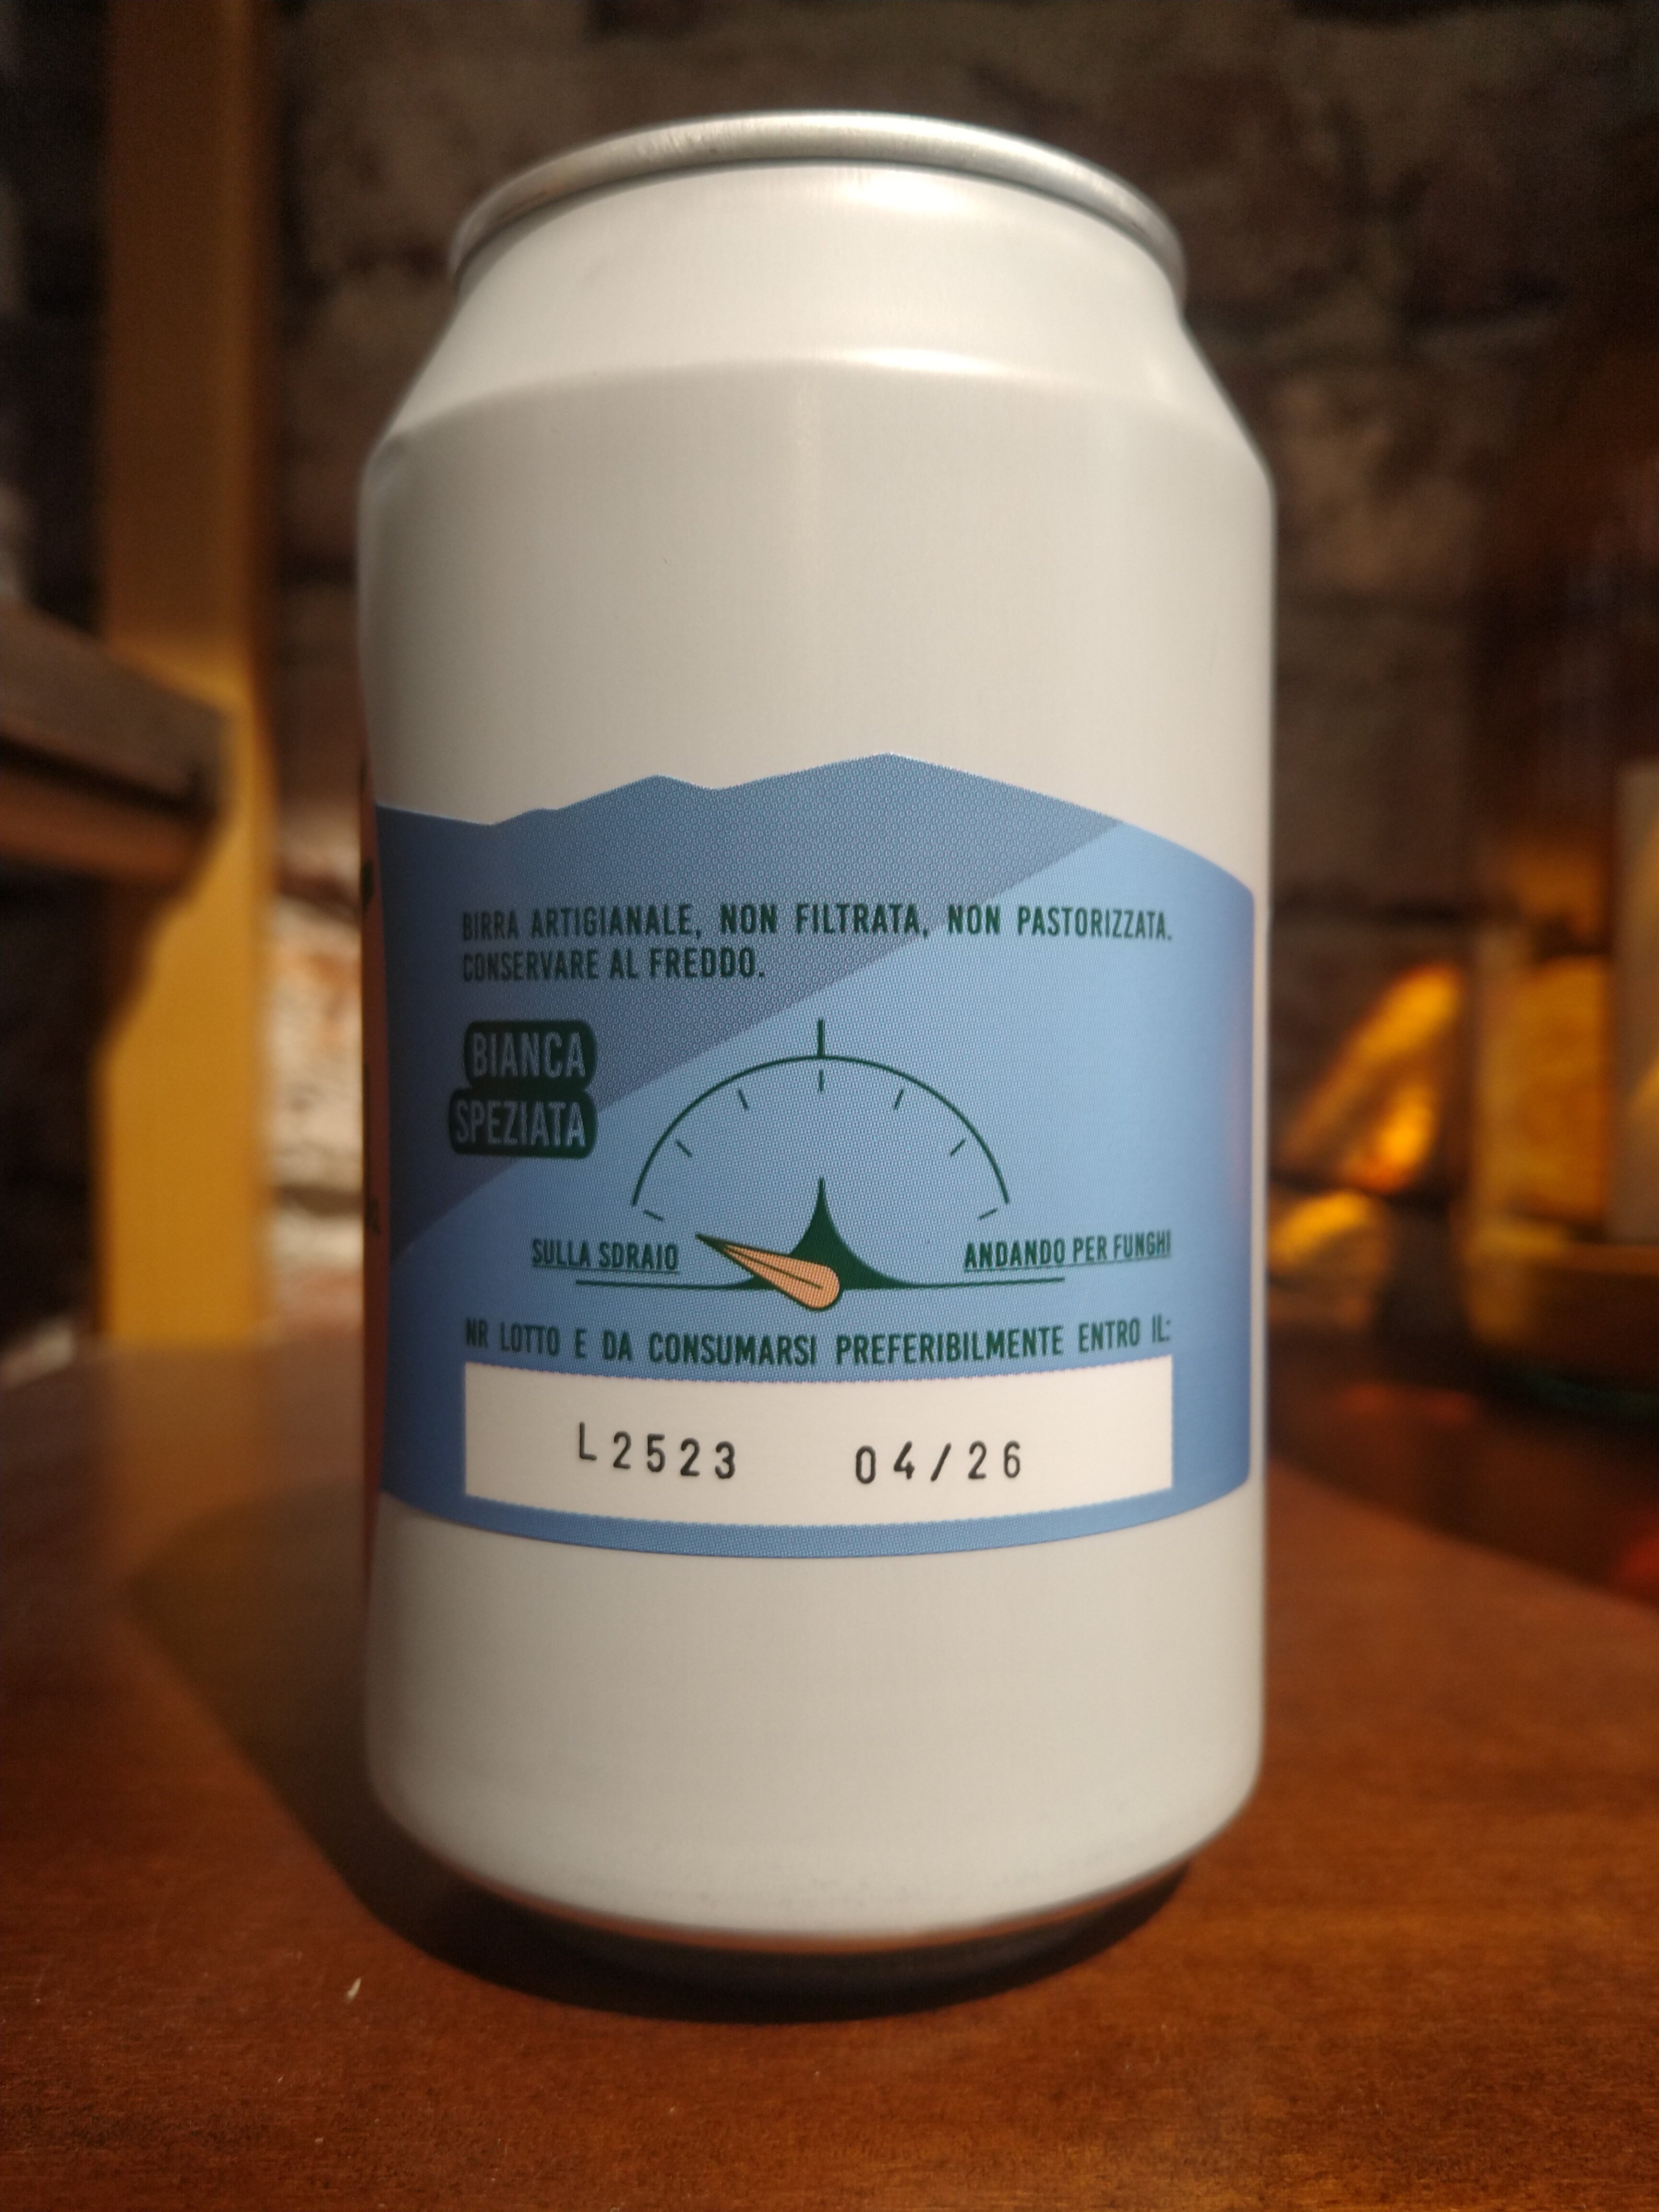 BIRRA ARTIGIANALE, NON FILTRATA, NON PASTORIZZATA.
CONSERVARE AL FREDDO.
BIANCA
SPEZIATA
SULLA SDRAIO
ANDANDO PER FUNGHI
NR LOTTO E DA CONSUMARSI PREFERIBILMENTE ENTRO IL:
L2523 04/26